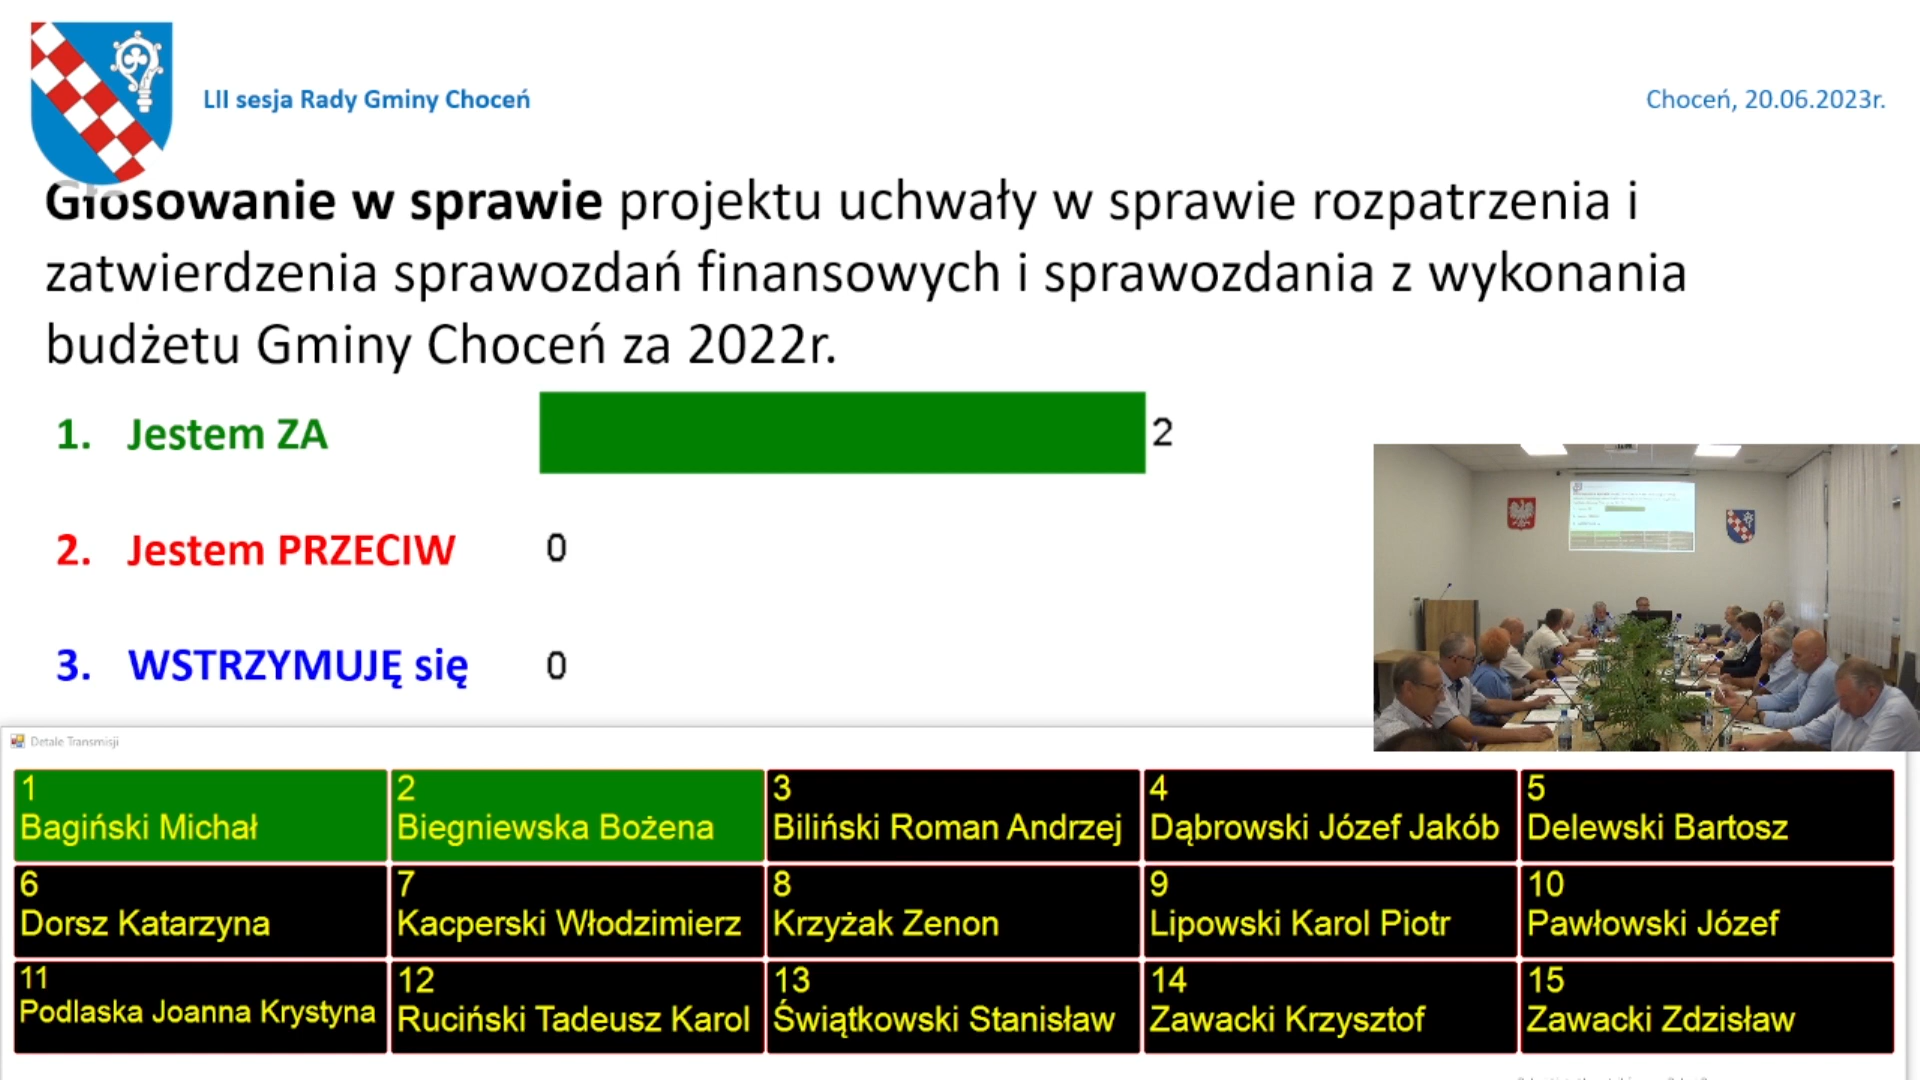 LII sesja Rady Gminy Choceń
Choceń, 20.06.2023r.
Głosowanie w sprawie projektu uchwały w sprawie rozpatrzenia i
zatwierdzenia sprawozdań finansowych i sprawozdania z wykonania
budżetu Gminy Choceń za 2022r.
1. Jestem ZA 2
2. Jestem PRZECIW 0
3. WSTRZYMUJĘ się 0
Detale Transmisji
1
Bagiński Michał
2
Biegniewska Bożena
3
Biliński Roman Andrzej
4
Dąbrowski Józef Jakób
5
Delewski Bartosz
6
Dorsz Katarzyna
7
Kacperski Włodzimierz
8
Krzyżak Zenon
9
Lipowski Karol Piotr
10
Pawłowski Józef
11
Podlaska Joanna Krystyna
12
Ruciński Tadeusz Karol
13
Świątkowski Stanisław
14
Zawacki Krzysztof
15
Zawacki Zdzisław